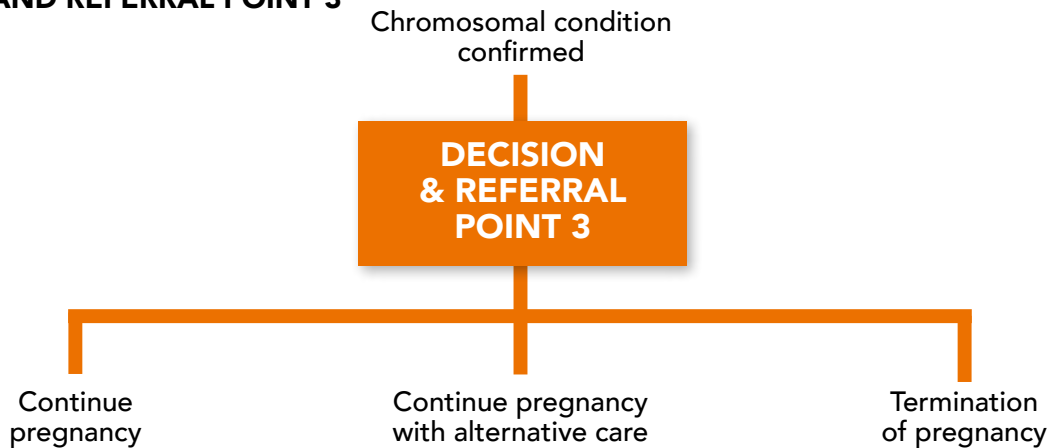 AND REFERRAL POINT 3
Chromosomal condition
confirmed
DECISION
& REFERRAL
POINT 3
Continue
pregnancy
Continue pregnancy
with alternative care
Termination
of pregnancy